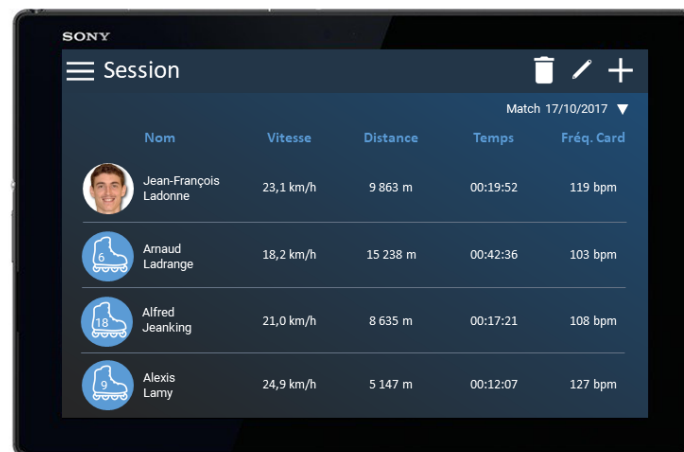 SONY
Session
Match 17/10/2017 ▼
Nom Vitesse Distance Temps Fréq. Card
Jean-François
Ladonne
23,1 km/h 9 863 m 00:19:52 119 bpm
6
Arnaud
Ladrange
18,2 km/h 15 238 m 00:42:36 103 bpm
18
Alfred
Jeanking
21,0 km/h 8 635 m 00:17:21 108 bpm
9
Alexis
Lamy
24,9 km/h 5 147 m 00:12:07 127 bpm